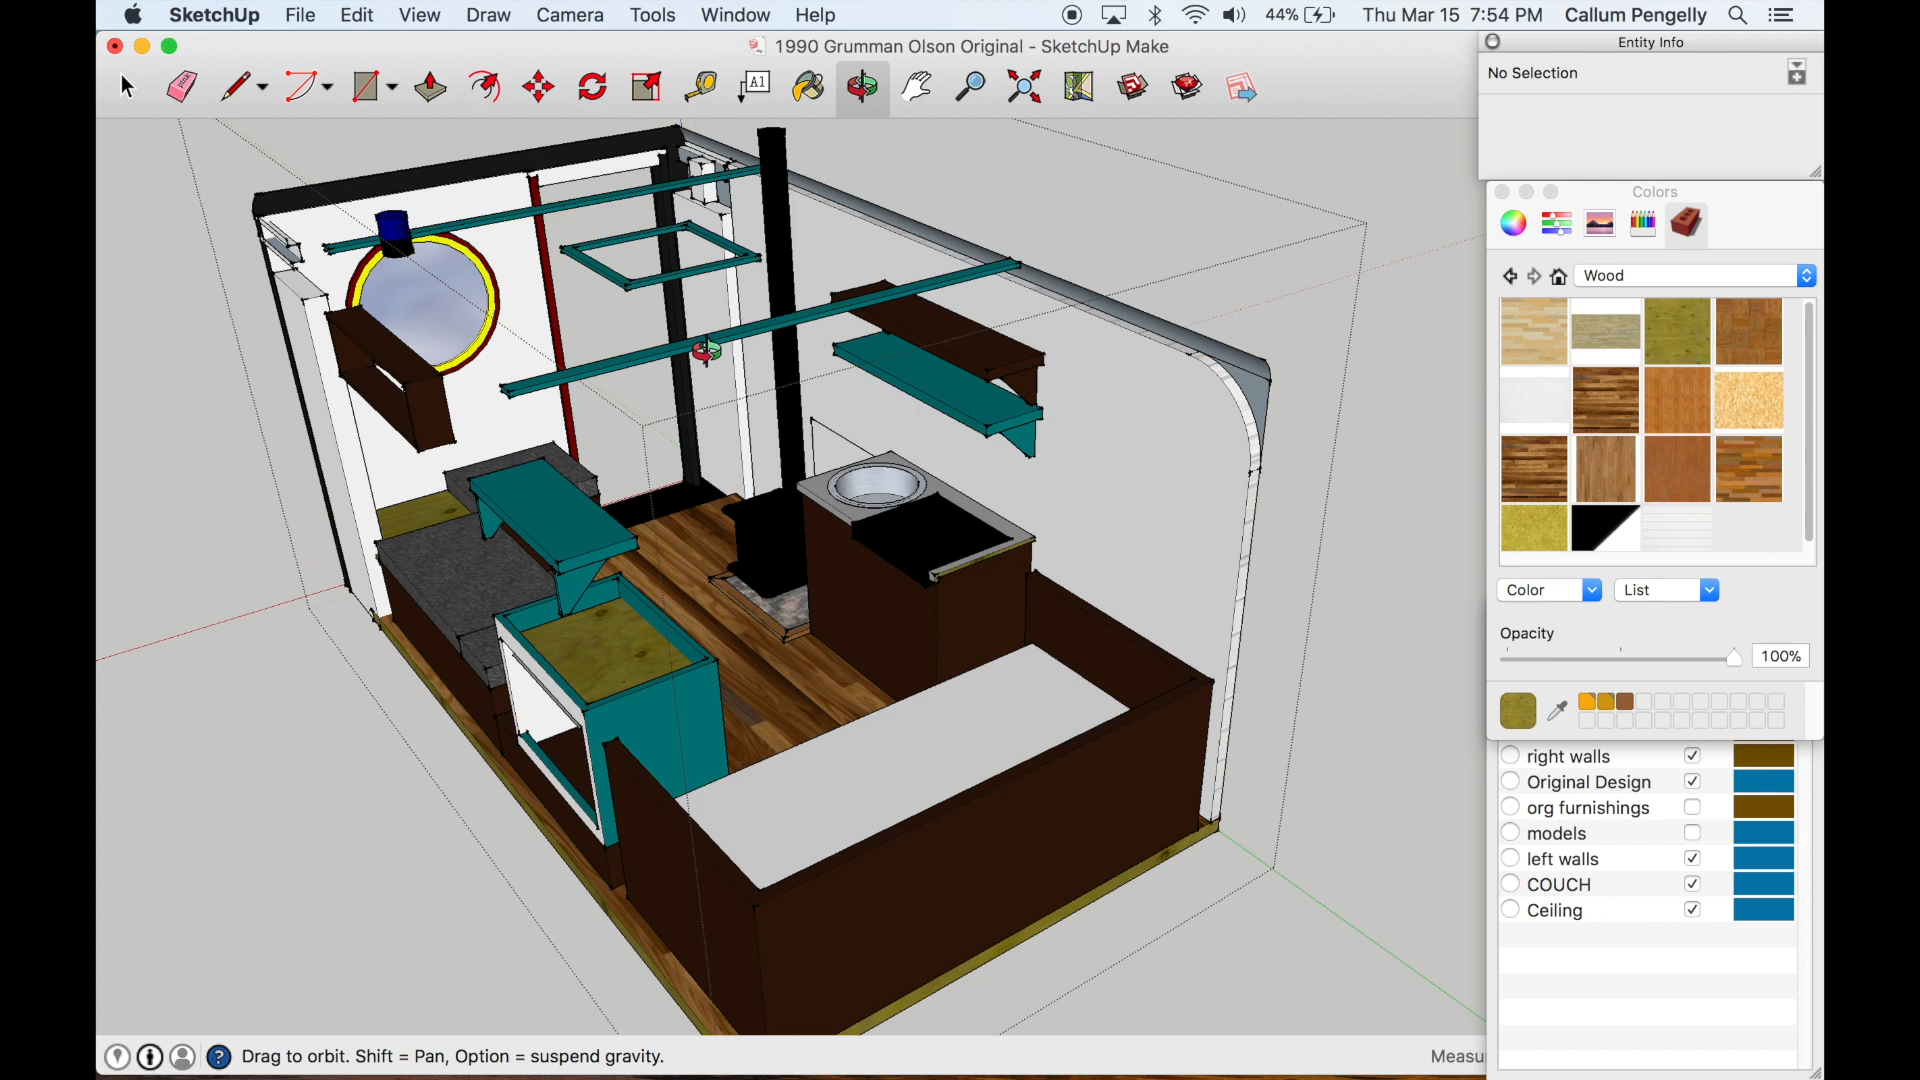 SketchUp File Edit View Draw Camera Tools Window Help 44% Thu Mar 15 7:54 PM Callum Pengelly
1990 Grumman Olson Original - SketchUp Make
pink
A1
Drag to orbit. Shift = Pan, Option = suspend gravity.
Measu
Entity Info
No Selection
Colors
Wood
Color List
Opacity
100%
right walls
Original Design
org furnishings
models
left walls
COUCH
Ceiling